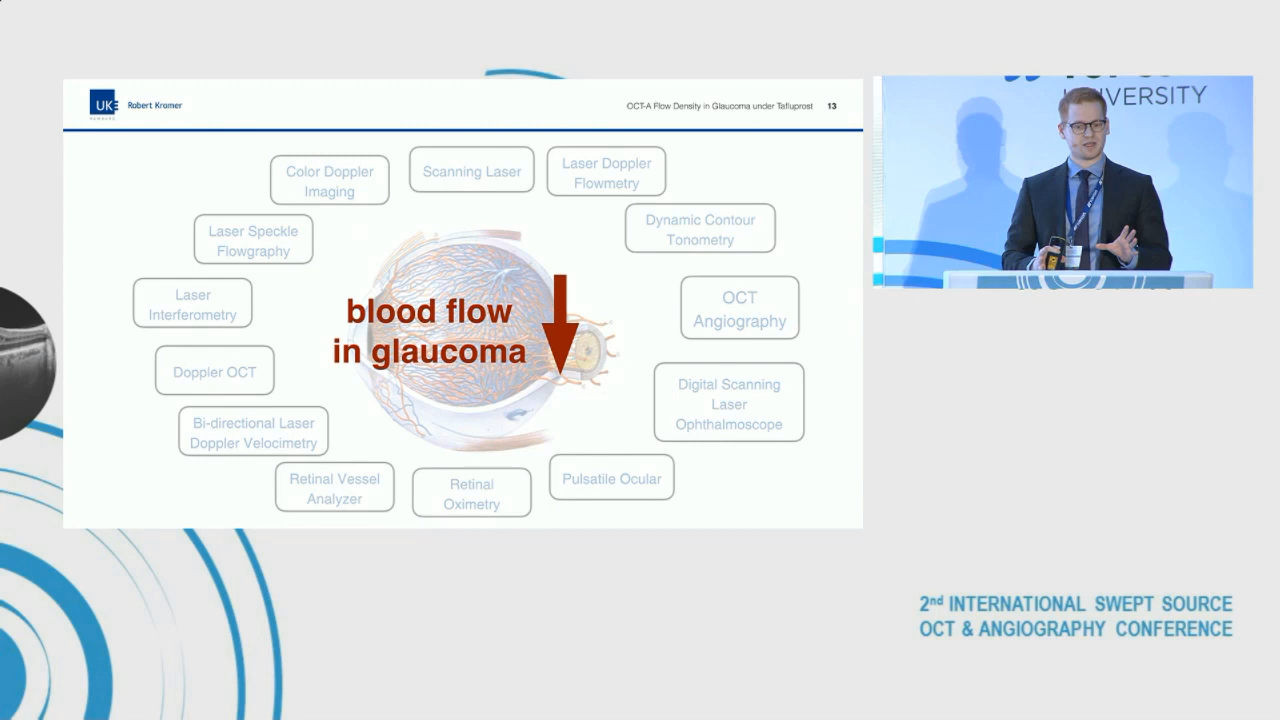 UKE
HAMBURG
Robert Kromer
OCT-A Flow Density in Glaucoma under Tafluprost 13
Color Doppler
Imaging
Scanning Laser
Laser Doppler
Flowmetry
Laser Speckle
Flowgraphy
Dynamic Contour
Tonometry
Laser
Interferometry
OCT
Angiography
blood flow
in glaucoma
Doppler OCT
Digital Scanning
Laser
Ophthalmoscope
Bi-directional Laser
Doppler Velocimetry
Retinal Vessel
Analyzer
Retinal
Oximetry
Pulsatile Ocular
2nd INTERNATIONAL SWEPT SOURCE
OCT & ANGIOGRAPHY CONFERENCE